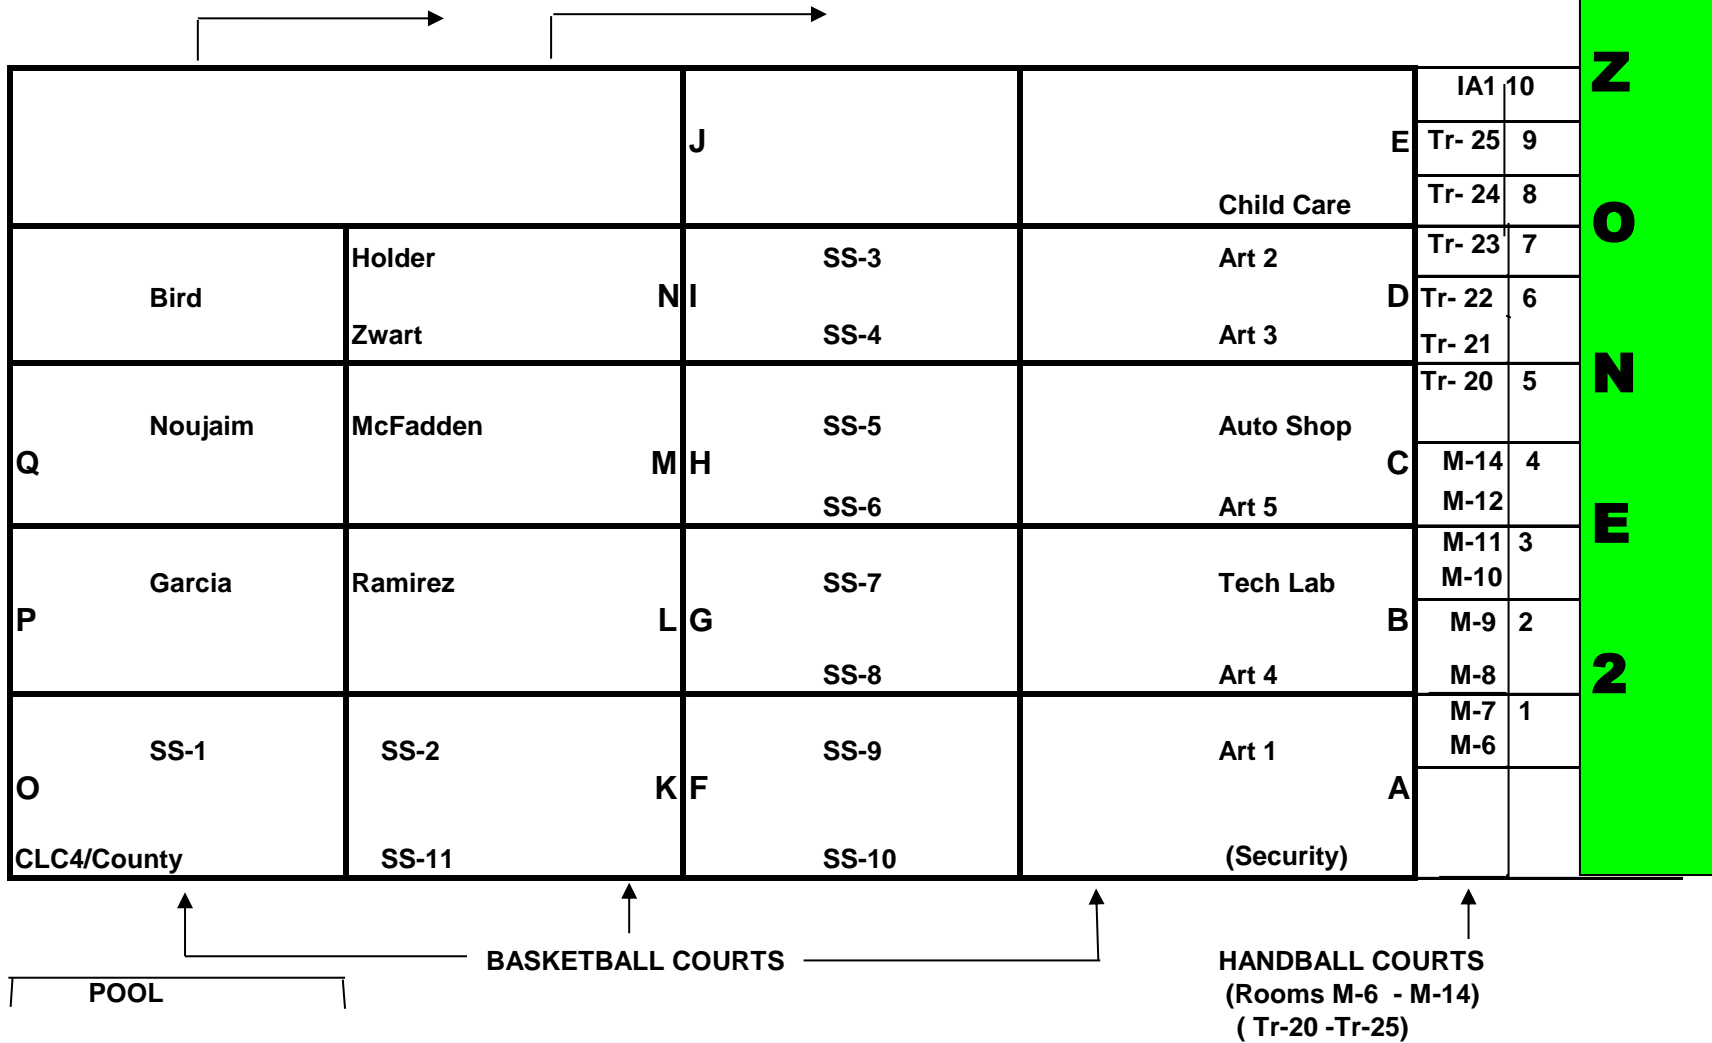 IA1 10
J
E
Tr- 25 9
Child Care
Tr- 24 8
Holder
SS-3
Art 2
Tr- 23 7
Bird
N I
D
Tr- 22 6
Zwart
SS-4
Art 3
Tr- 21
Tr- 20 5
Noujaim
McFadden
SS-5
Auto Shop
Q
M H
C
M-14 4
SS-6
Art 5
M-12
M-11 3
Garcia
Ramirez
SS-7
Tech Lab
M-10
P
L G
B
M-9 2
SS-8
Art 4
M-8
M-7 1
SS-1
SS-2
SS-9
Art 1
M-6
O
K F
A
CLC4/County
SS-11
SS-10
(Security)
Z
O
N
E
2
BASKETBALL COURTS
HANDBALL COURTS
POOL
(Rooms M-6 - M-14)
( Tr-20 -Tr-25)